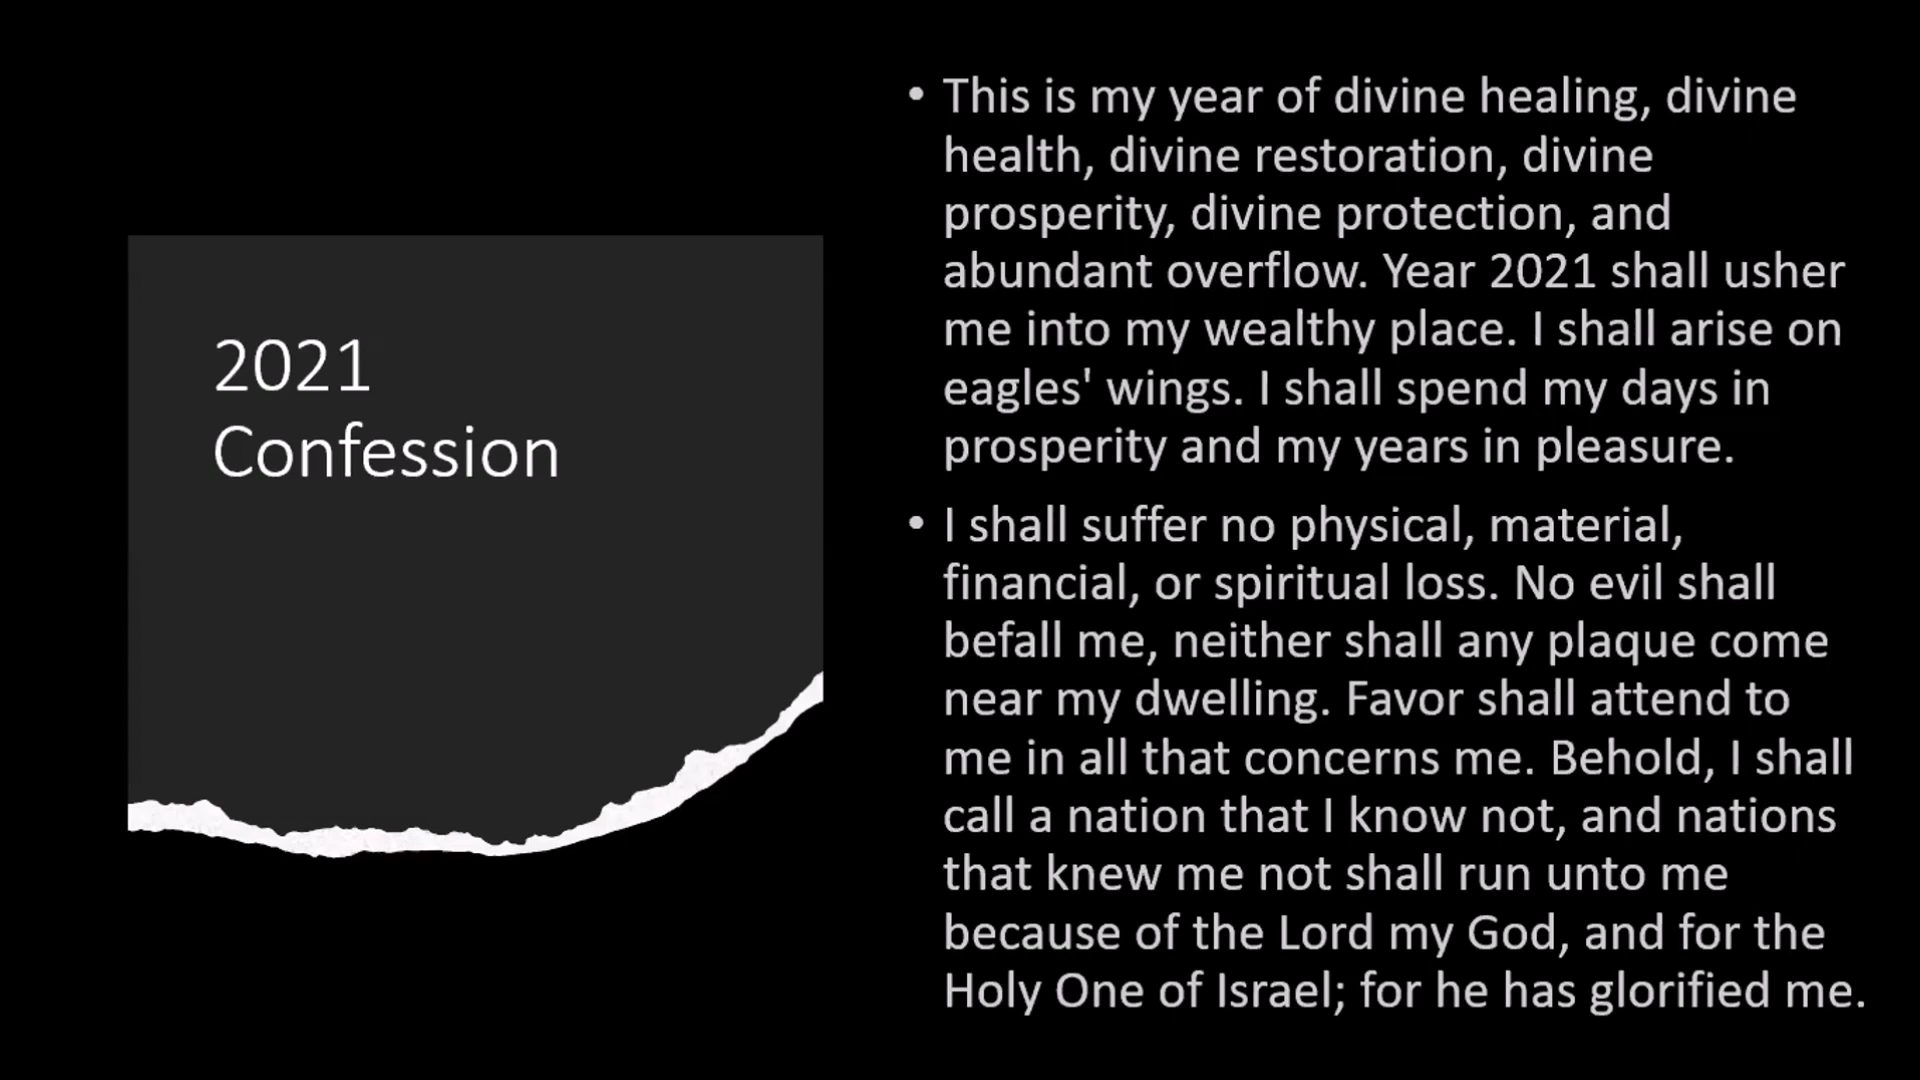 2021
Confession
• This is my year of divine healing, divine
health, divine restoration, divine
prosperity, divine protection, and
abundant overflow. Year 2021 shall usher
me into my wealthy place. I shall arise on
eagles' wings. I shall spend my days in
prosperity and my years in pleasure.
• I shall suffer no physical, material,
financial, or spiritual loss. No evil shall
befall me, neither shall any plaque come
near my dwelling. Favor shall attend to
me in all that concerns me. Behold, I shall
call a nation that I know not, and nations
that knew me not shall run unto me
because of the Lord my God, and for the
Holy One of Israel; for he has glorified me.